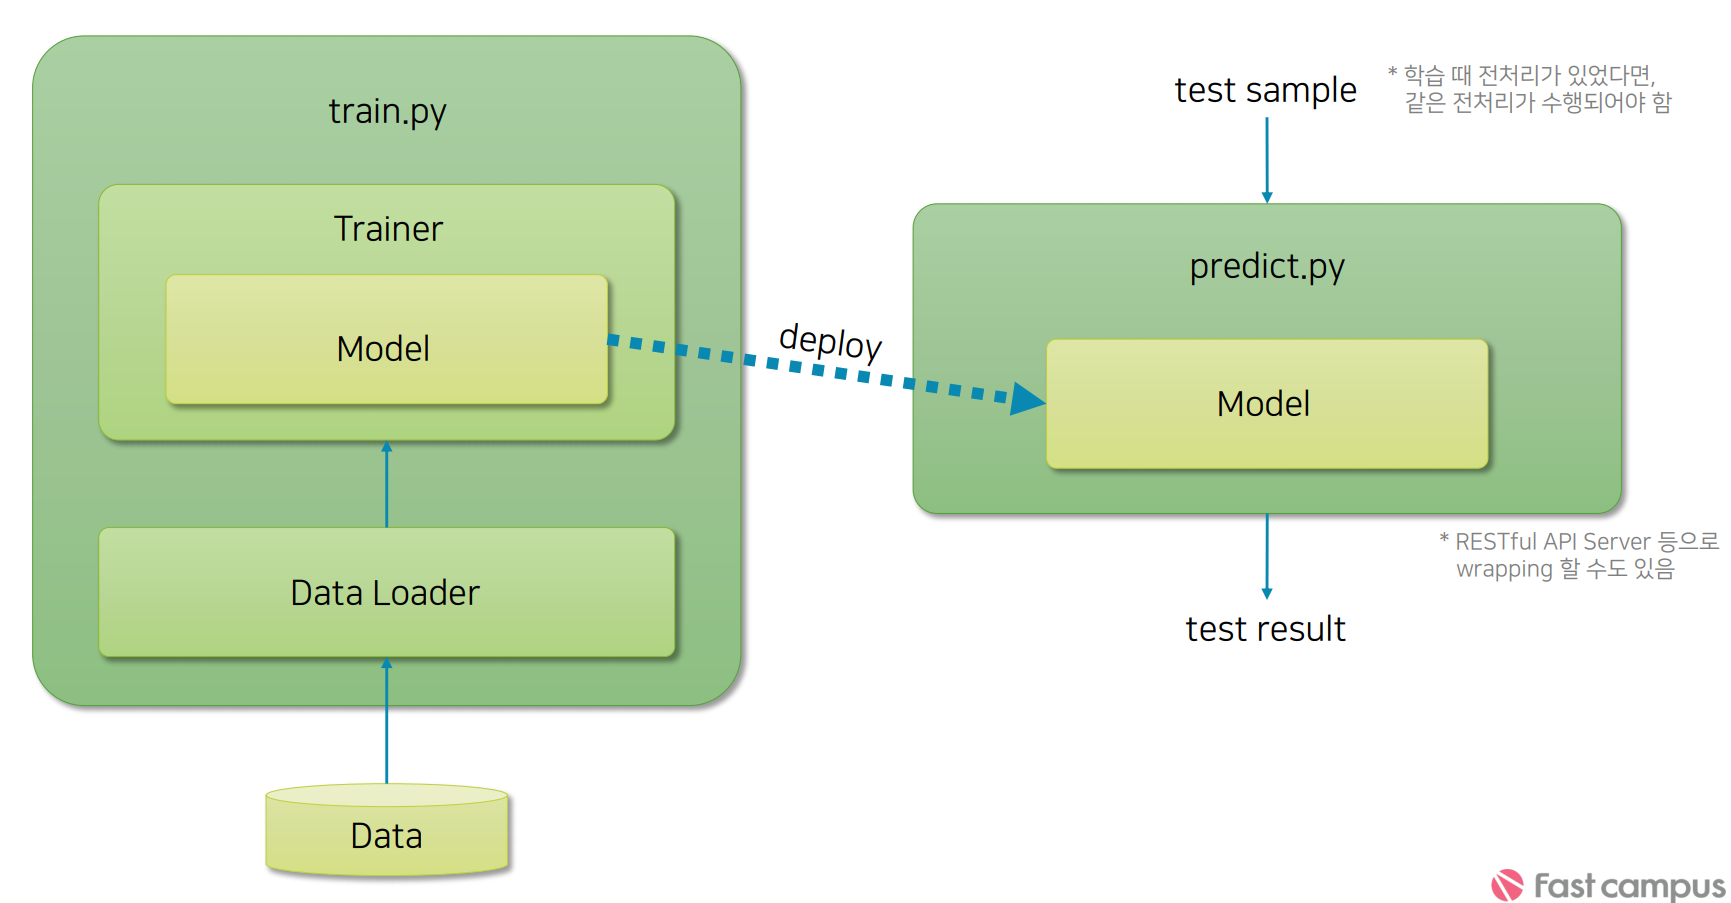 train.py
Trainer
Model
Data Loader
Data
deploy
test sample
* 학습 때 전처리가 있었다면,
같은 전처리가 수행되어야 함
predict.py
Model
* RESTful API Server 등으로
wrapping 할 수도 있음
test result
Fast campus